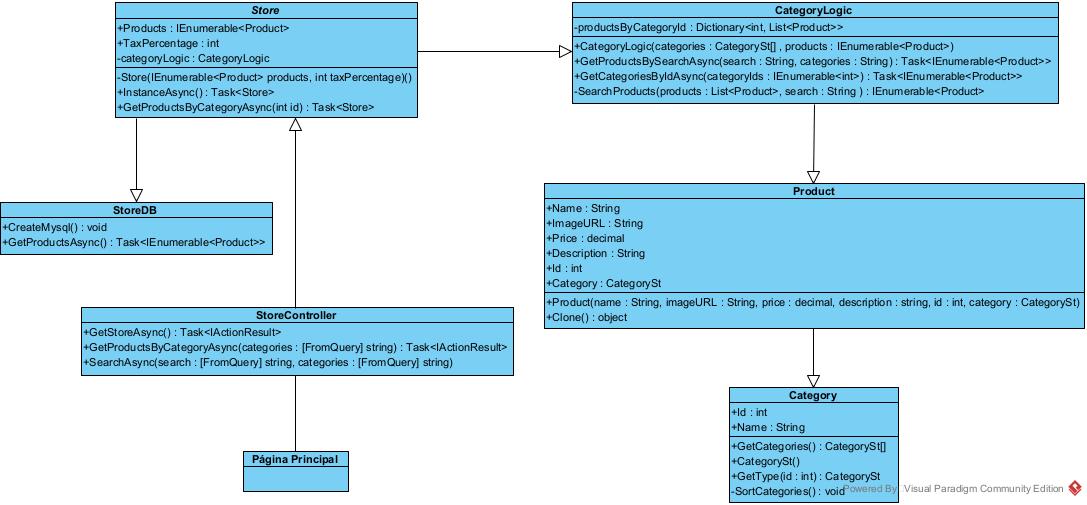 Store
+Products : IEnumerable<Product>
+TaxPercentage : int
-categoryLogic : CategoryLogic
-Store(IEnumerable<Product> products, int taxPercentage)()
+InstanceAsync() : Task<Store>
+GetProductsByCategoryAsync(int id) : Task<Store>
CategoryLogic
-productsByCategoryId : Dictionary<int, List<Product>>
+CategoryLogic(categories : CategorySt[] , products : IEnumerable<Product>)
+GetProductsBySearchAsync(search : String, categories : String) : Task<IEnumerable<Product>>
+GetCategoriesByIdAsync(categoryIds : IEnumerable<int>) : Task<IEnumerable<Product>>
-SearchProducts(products : List<Product>, search : String ) : IEnumerable<Product>
StoreDB
+CreateMysql() : void
+GetProductsAsync() : Task<IEnumerable<Product>>
Product
+Name : String
+ImageURL : String
+Price : decimal
+Description : String
+Id : int
+Category : CategorySt
+Product(name : String, imageURL : String, price : decimal, description : string, id : int, category : CategorySt)
+Clone() : object
StoreController
+GetStoreAsync() : Task<IActionResult>
+GetProductsByCategoryAsync(categories : [FromQuery] string) : Task<IActionResult>
+SearchAsync(search : [FromQuery] string, categories : [FromQuery] string)
Página Principal
Category
+Id : int
+Name : String
+GetCategories() : CategorySt[]
+CategorySt()
+GetType(id : int) : CategorySt
-SortCategories() : void
Powered By Visual Paradigm Community Edition